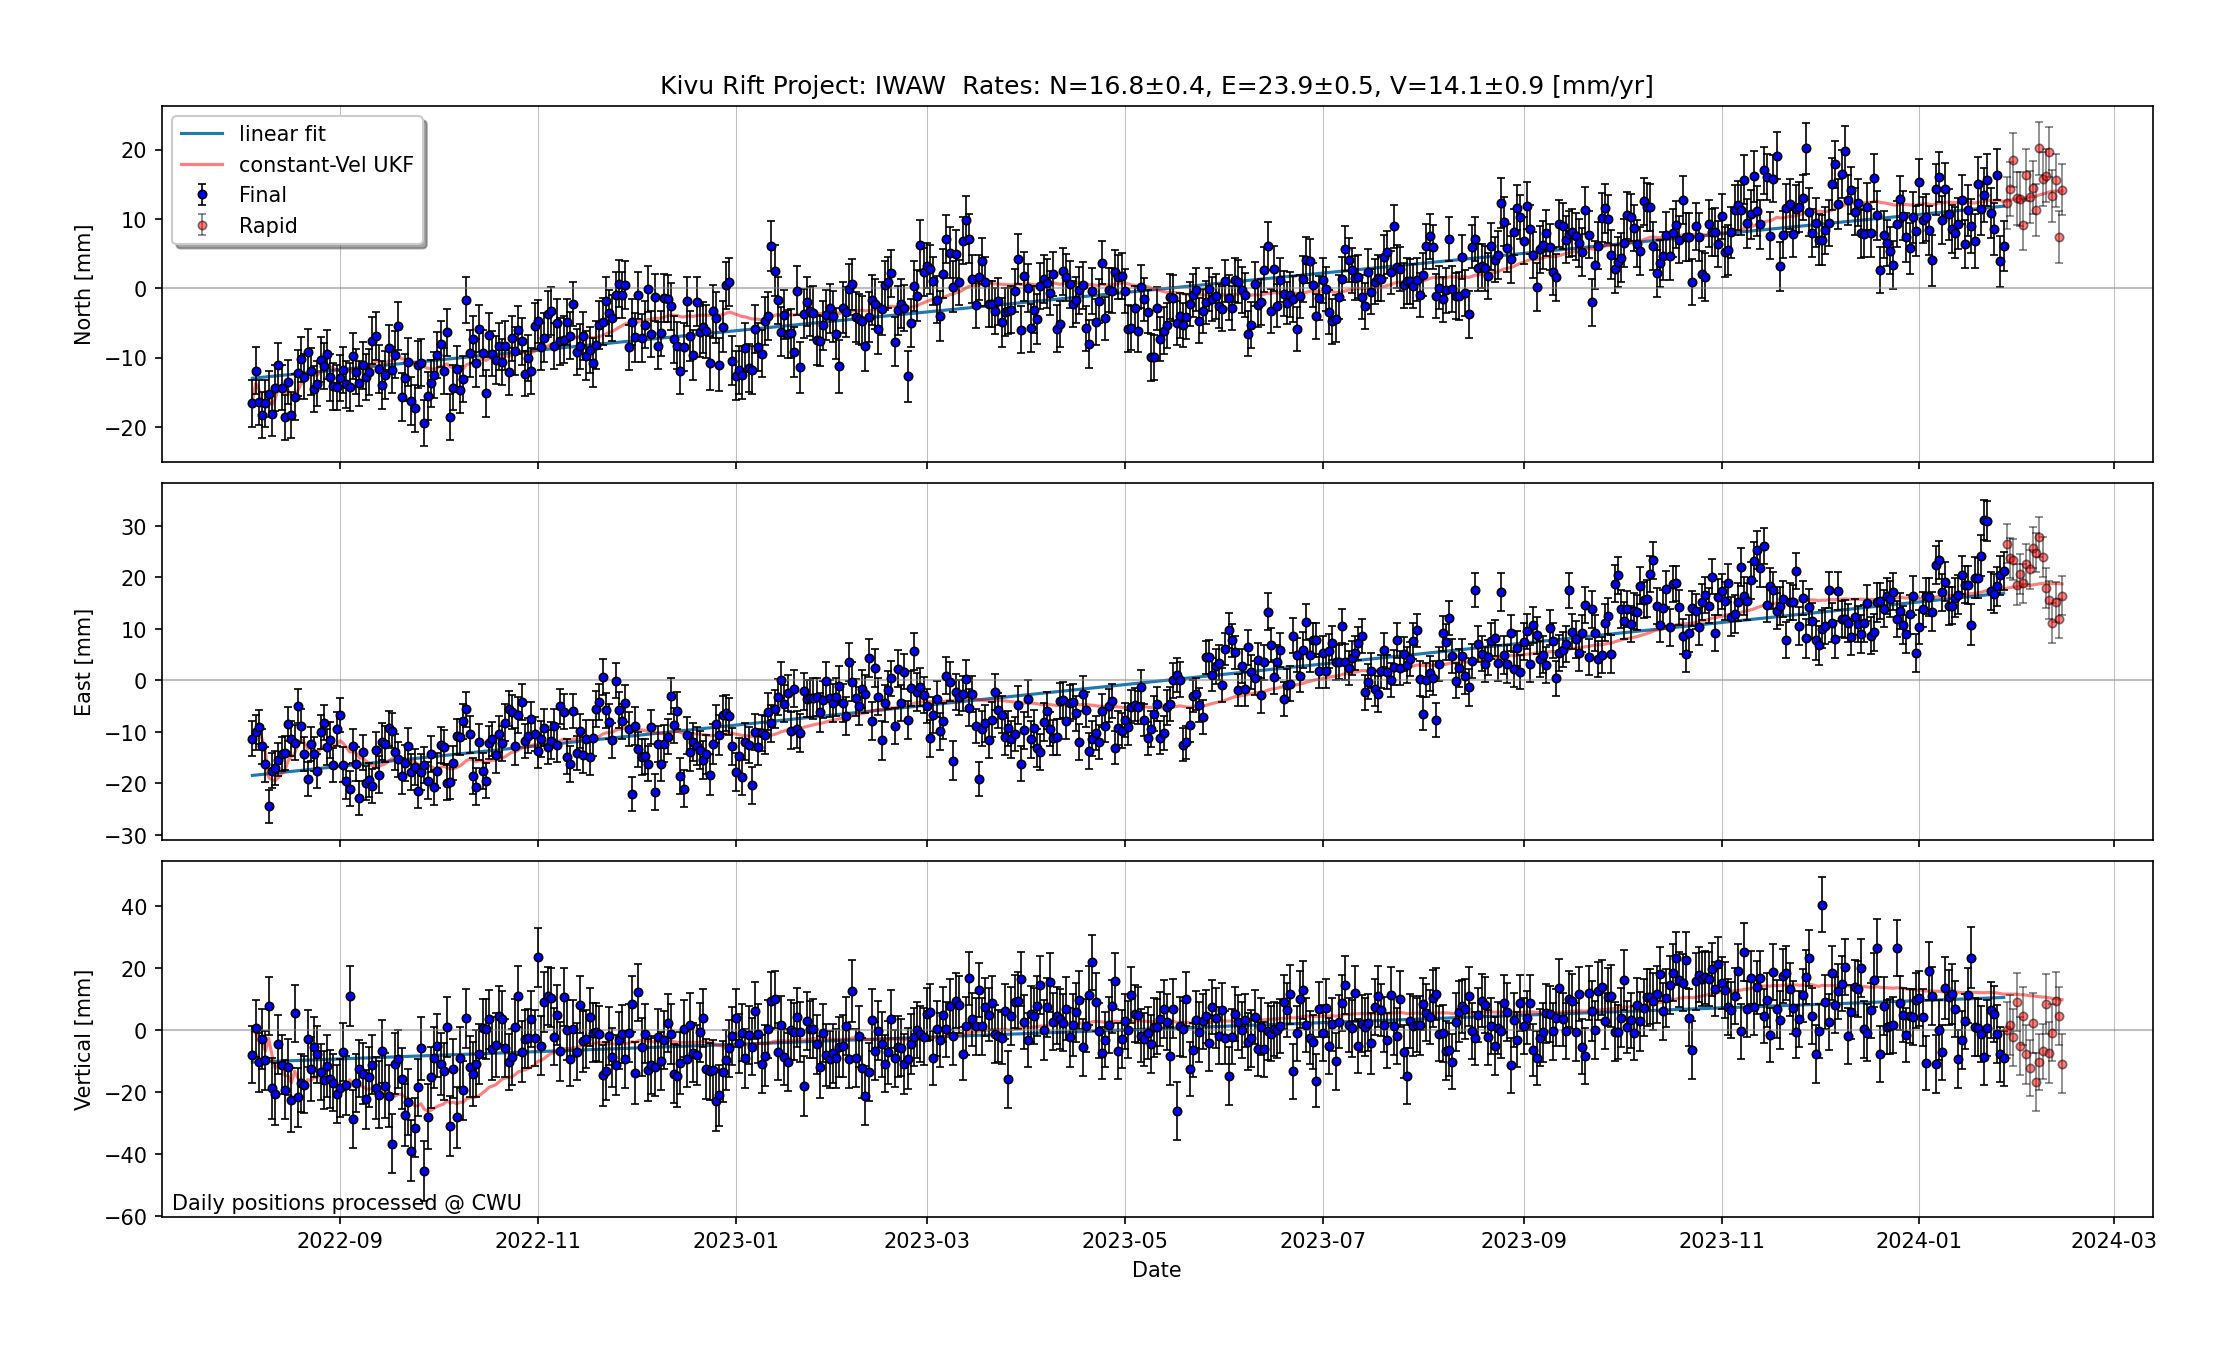 Kivu Rift Project: IWAW  Rates: N=16.8±0.4, E=23.9±0.5, V=14.1±0.9 [mm/yr]
linear fit
constant-Vel UKF
Final
Rapid
North [mm]
20
10
0
−10
−20
East [mm]
30
20
10
0
−10
−20
−30
Vertical [mm]
40
20
0
−20
−40
−60
Daily positions processed @ CWU
2022-09 2022-11 2023-01 2023-03 2023-05 2023-07 2023-09 2023-11 2024-01 2024-03
Date